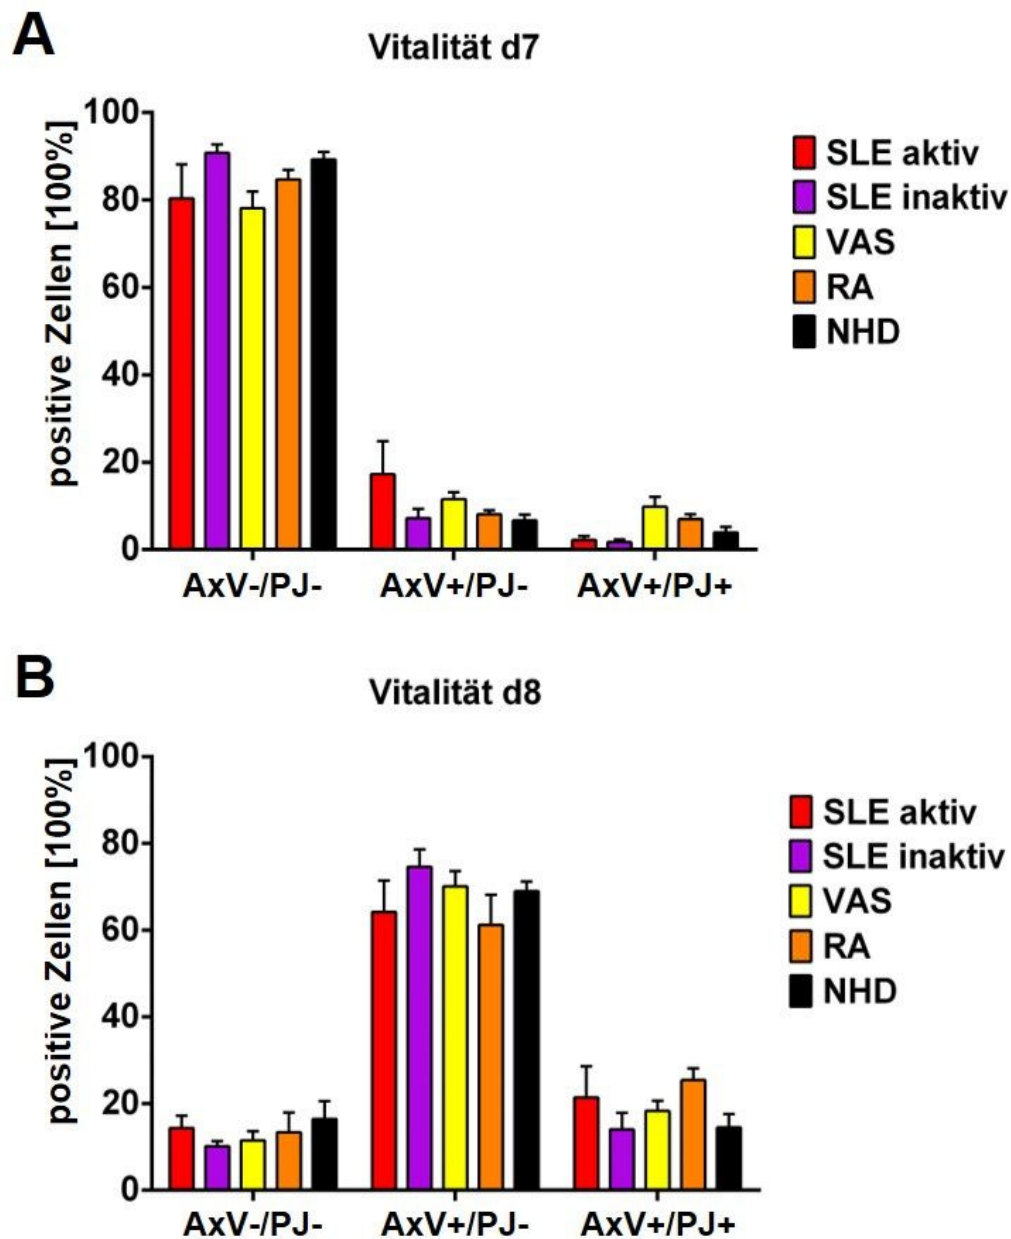 A
Vitalität d7
positive Zellen [100%]
100
80
60
40
20
0
AxV-/PJ-
AxV+/PJ-
AxV+/PJ+
SLE aktiv
SLE inaktiv
VAS
RA
NHD
B
Vitalität d8
positive Zellen [100%]
100
80
60
40
20
0
AxV-/PJ-
AxV+/PJ-
AxV+/PJ+
SLE aktiv
SLE inaktiv
VAS
RA
NHD